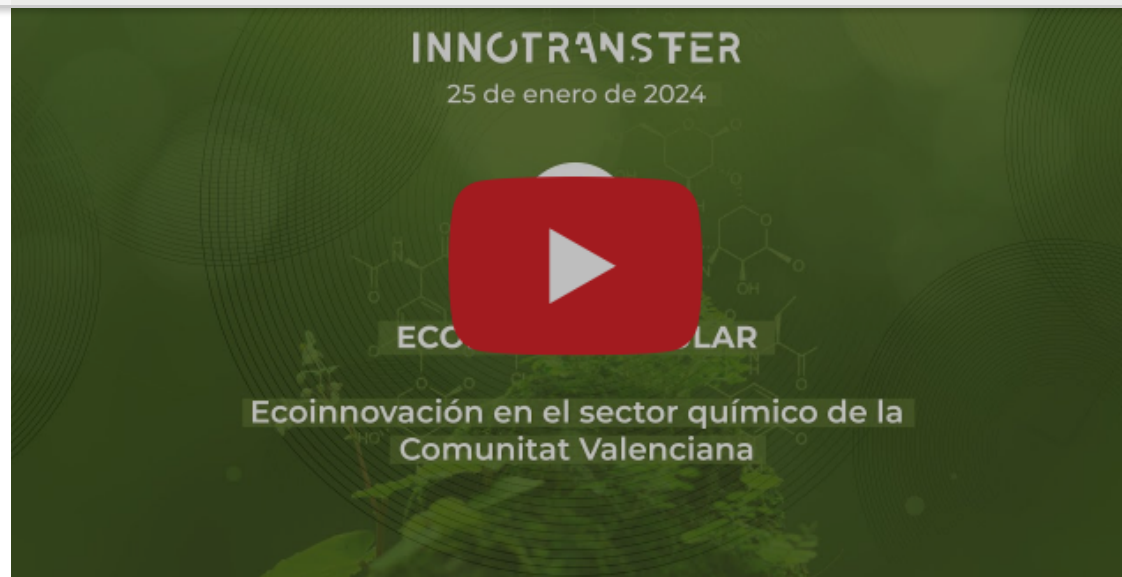 INNOTRANSFER
25 de enero de 2024
Ecoinnovación en el sector químico de la
Comunitat Valenciana